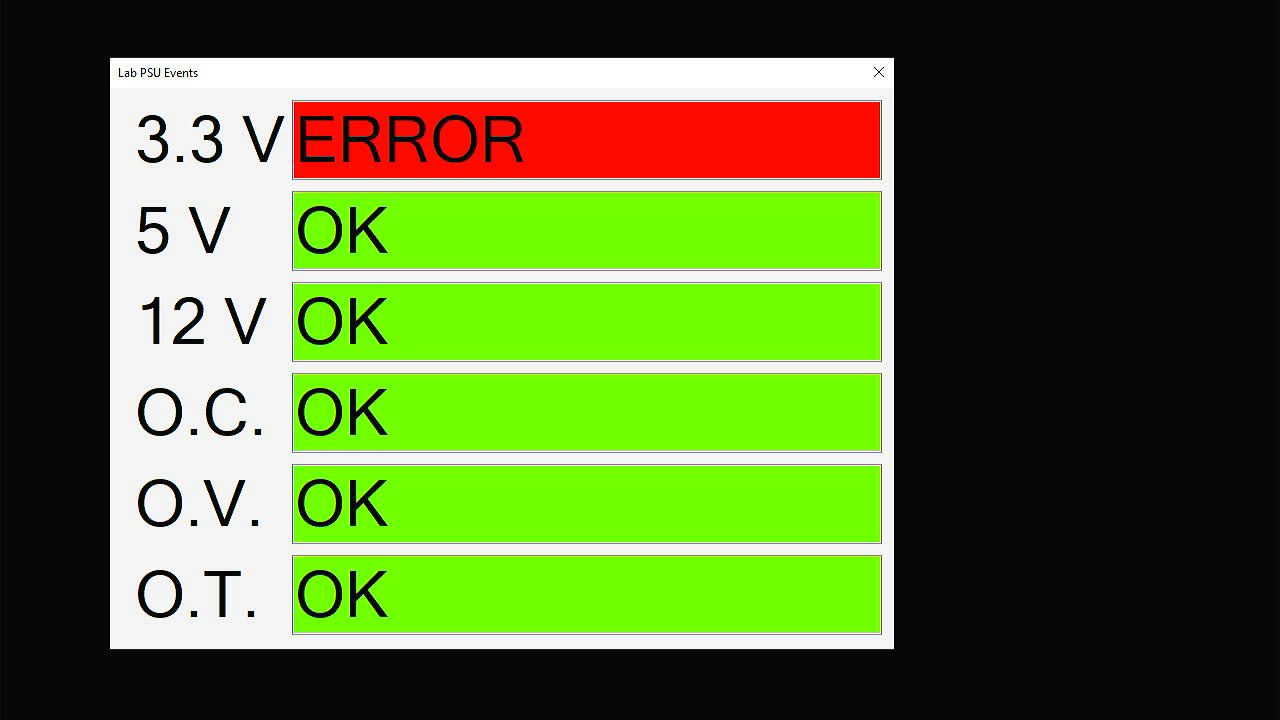 Lab PSU Events
3.3 V ERROR
5 V OK
12 V OK
O.C. OK
O.V. OK
O.T. OK